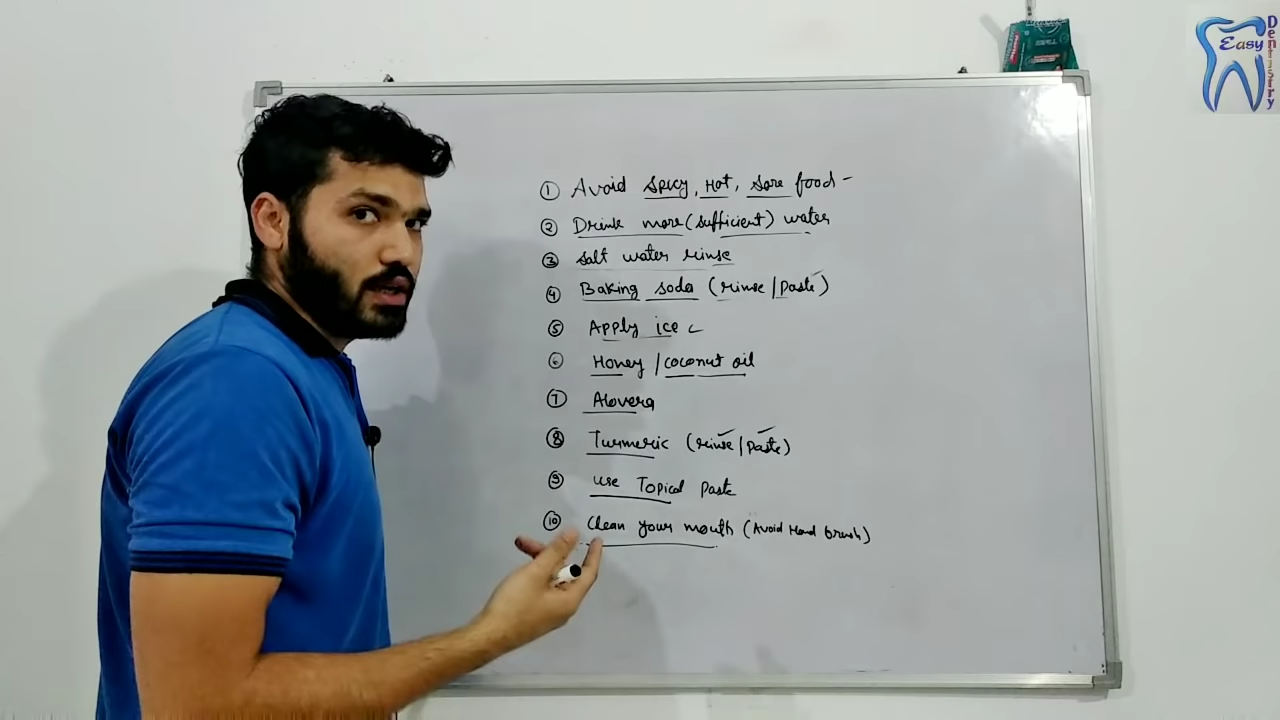 ① Avoid spicy, Hot, Sore food -
② Drink more (sufficient) water
③ Salt water rinse
④ Baking soda (rinse/paste)
⑤ Apply ice
⑥ Honey / coconut oil
⑦ Alovera
⑧ Turmeric (rinse/paste)
⑨ use Topical paste
⑩ Clean your mouth (Avoid Hard brush)
Easy
Dentistry